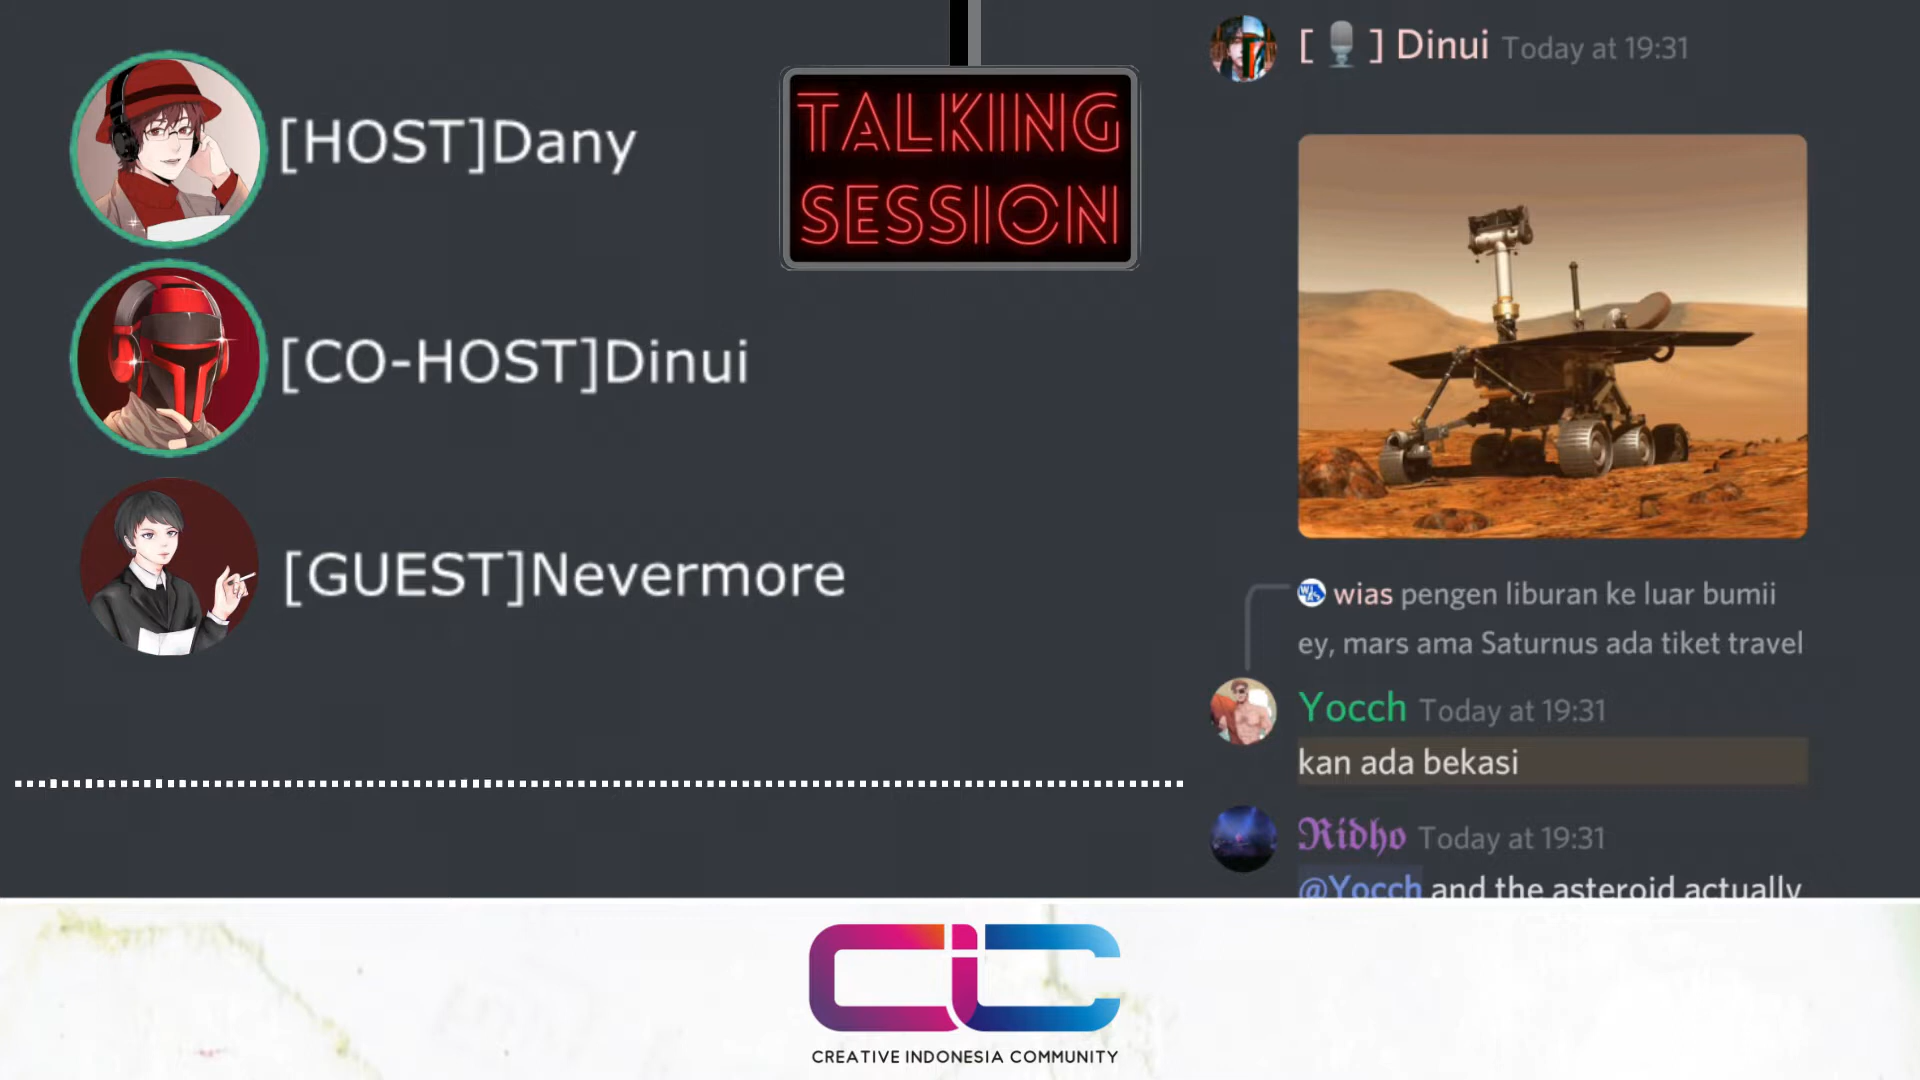 [HOST]Dany
[CO-HOST]Dinui
[GUEST]Nevermore
TALKING
SESSION
[ ] Dinui Today at 19:31
wias pengen liburan ke luar bumii
ey, mars ama Saturnus ada tiket travel
Yocch Today at 19:31
kan ada bekasi
Ridho Today at 19:31
@Yocch and the asteroid actually
CIC
CREATIVE INDONESIA COMMUNITY